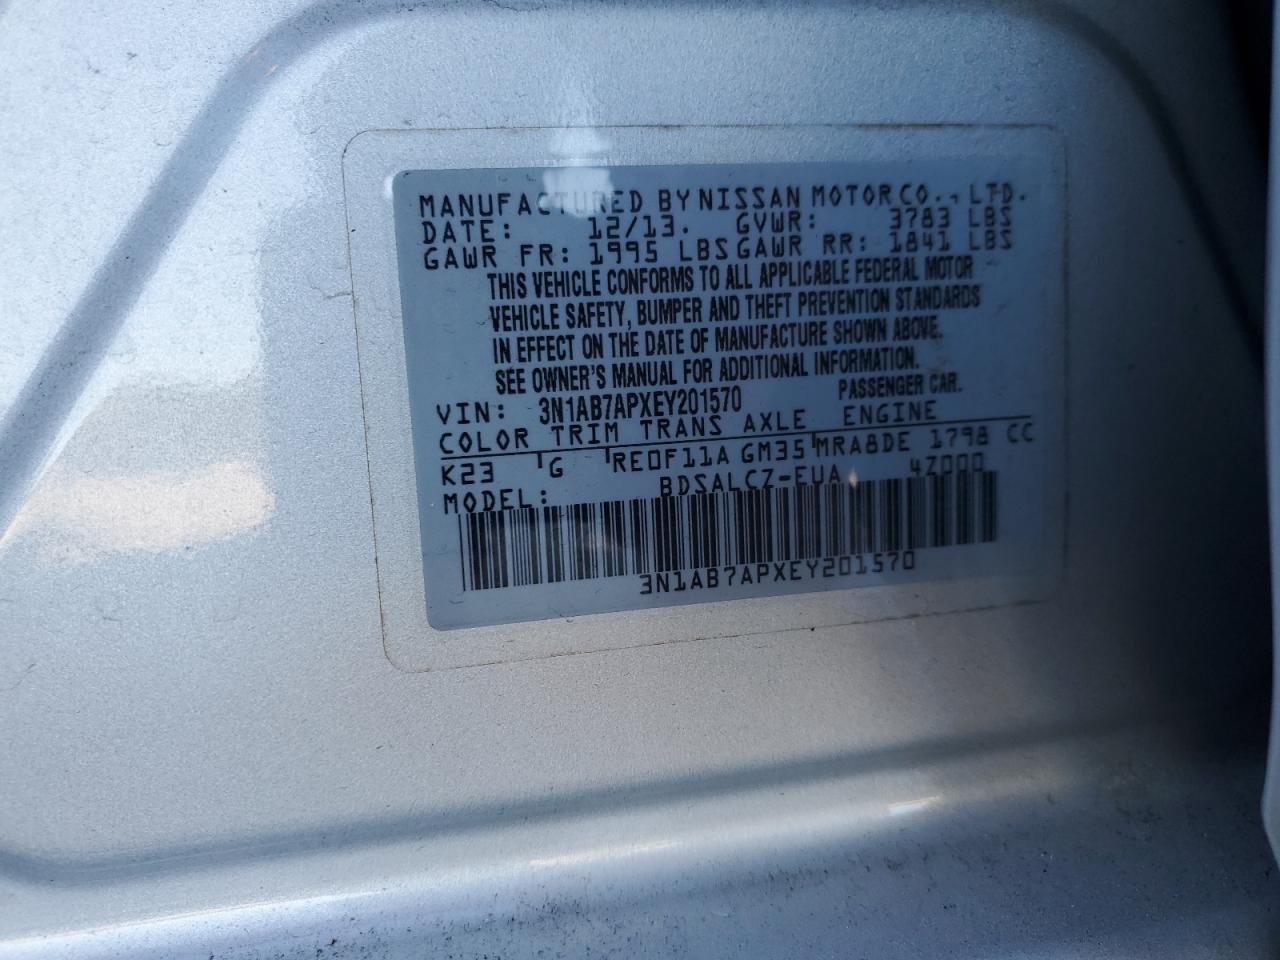 MANUFACTURED BY NISSAN MOTOR CO., LTD.
DATE: 12/13. GVWR: 3783 LBS
GAWR FR: 1995 LBS GAWR RR: 1841 LBS
THIS VEHICLE CONFORMS TO ALL APPLICABLE FEDERAL MOTOR
VEHICLE SAFETY, BUMPER AND THEFT PREVENTION STANDARDS
IN EFFECT ON THE DATE OF MANUFACTURE SHOWN ABOVE.
SEE OWNER'S MANUAL FOR ADDITIONAL INFORMATION.
VIN: 3N1AB7APXEY201570 PASSENGER CAR.
COLOR TRIM TRANS AXLE ENGINE
K23 G RE0F11A GM35 MRA8DE 1798 CC
MODEL: BDSALCZ-EUA 4Z000
3N1AB7APXEY201570